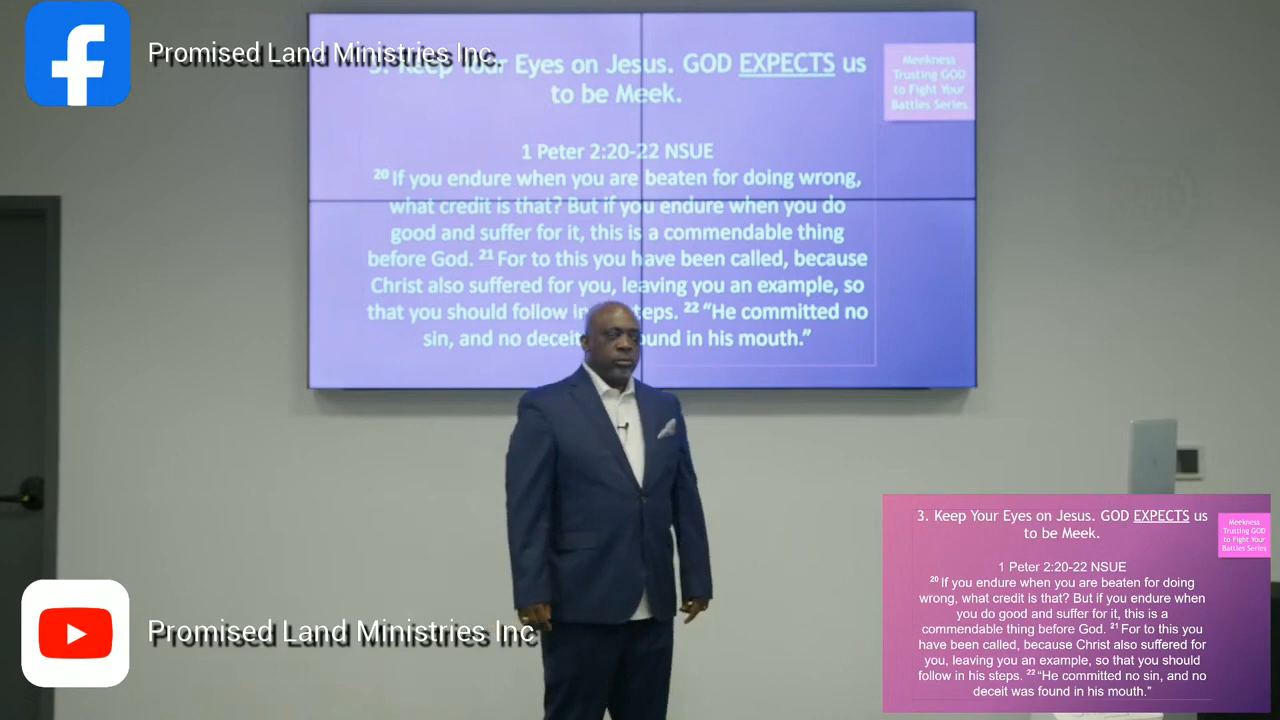 Promised Land Ministries Inc.
3. Keep Your Eyes on Jesus. GOD EXPECTS us
to be Meek.
Meekness
Trusting GOD
to Fight Your
Battles Series
1 Peter 2:20-22 NSUE
20 If you endure when you are beaten for doing wrong,
what credit is that? But if you endure when you do
good and suffer for it, this is a commendable thing
before God. 21 For to this you have been called, because
Christ also suffered for you, leaving you an example, so
that you should follow in steps. 22 “He committed no
sin, and no deceit found in his mouth.”
Promised Land Ministries Inc
3. Keep Your Eyes on Jesus. GOD EXPECTS us
to be Meek.
Meekness
Trusting GOD
to Fight Your
Battles Series
1 Peter 2:20-22 NSUE
20 If you endure when you are beaten for doing
wrong, what credit is that? But if you endure when
you do good and suffer for it, this is a
commendable thing before God. 21 For to this you
have been called, because Christ also suffered for
you, leaving you an example, so that you should
follow in his steps. 22 “He committed no sin, and no
deceit was found in his mouth.”